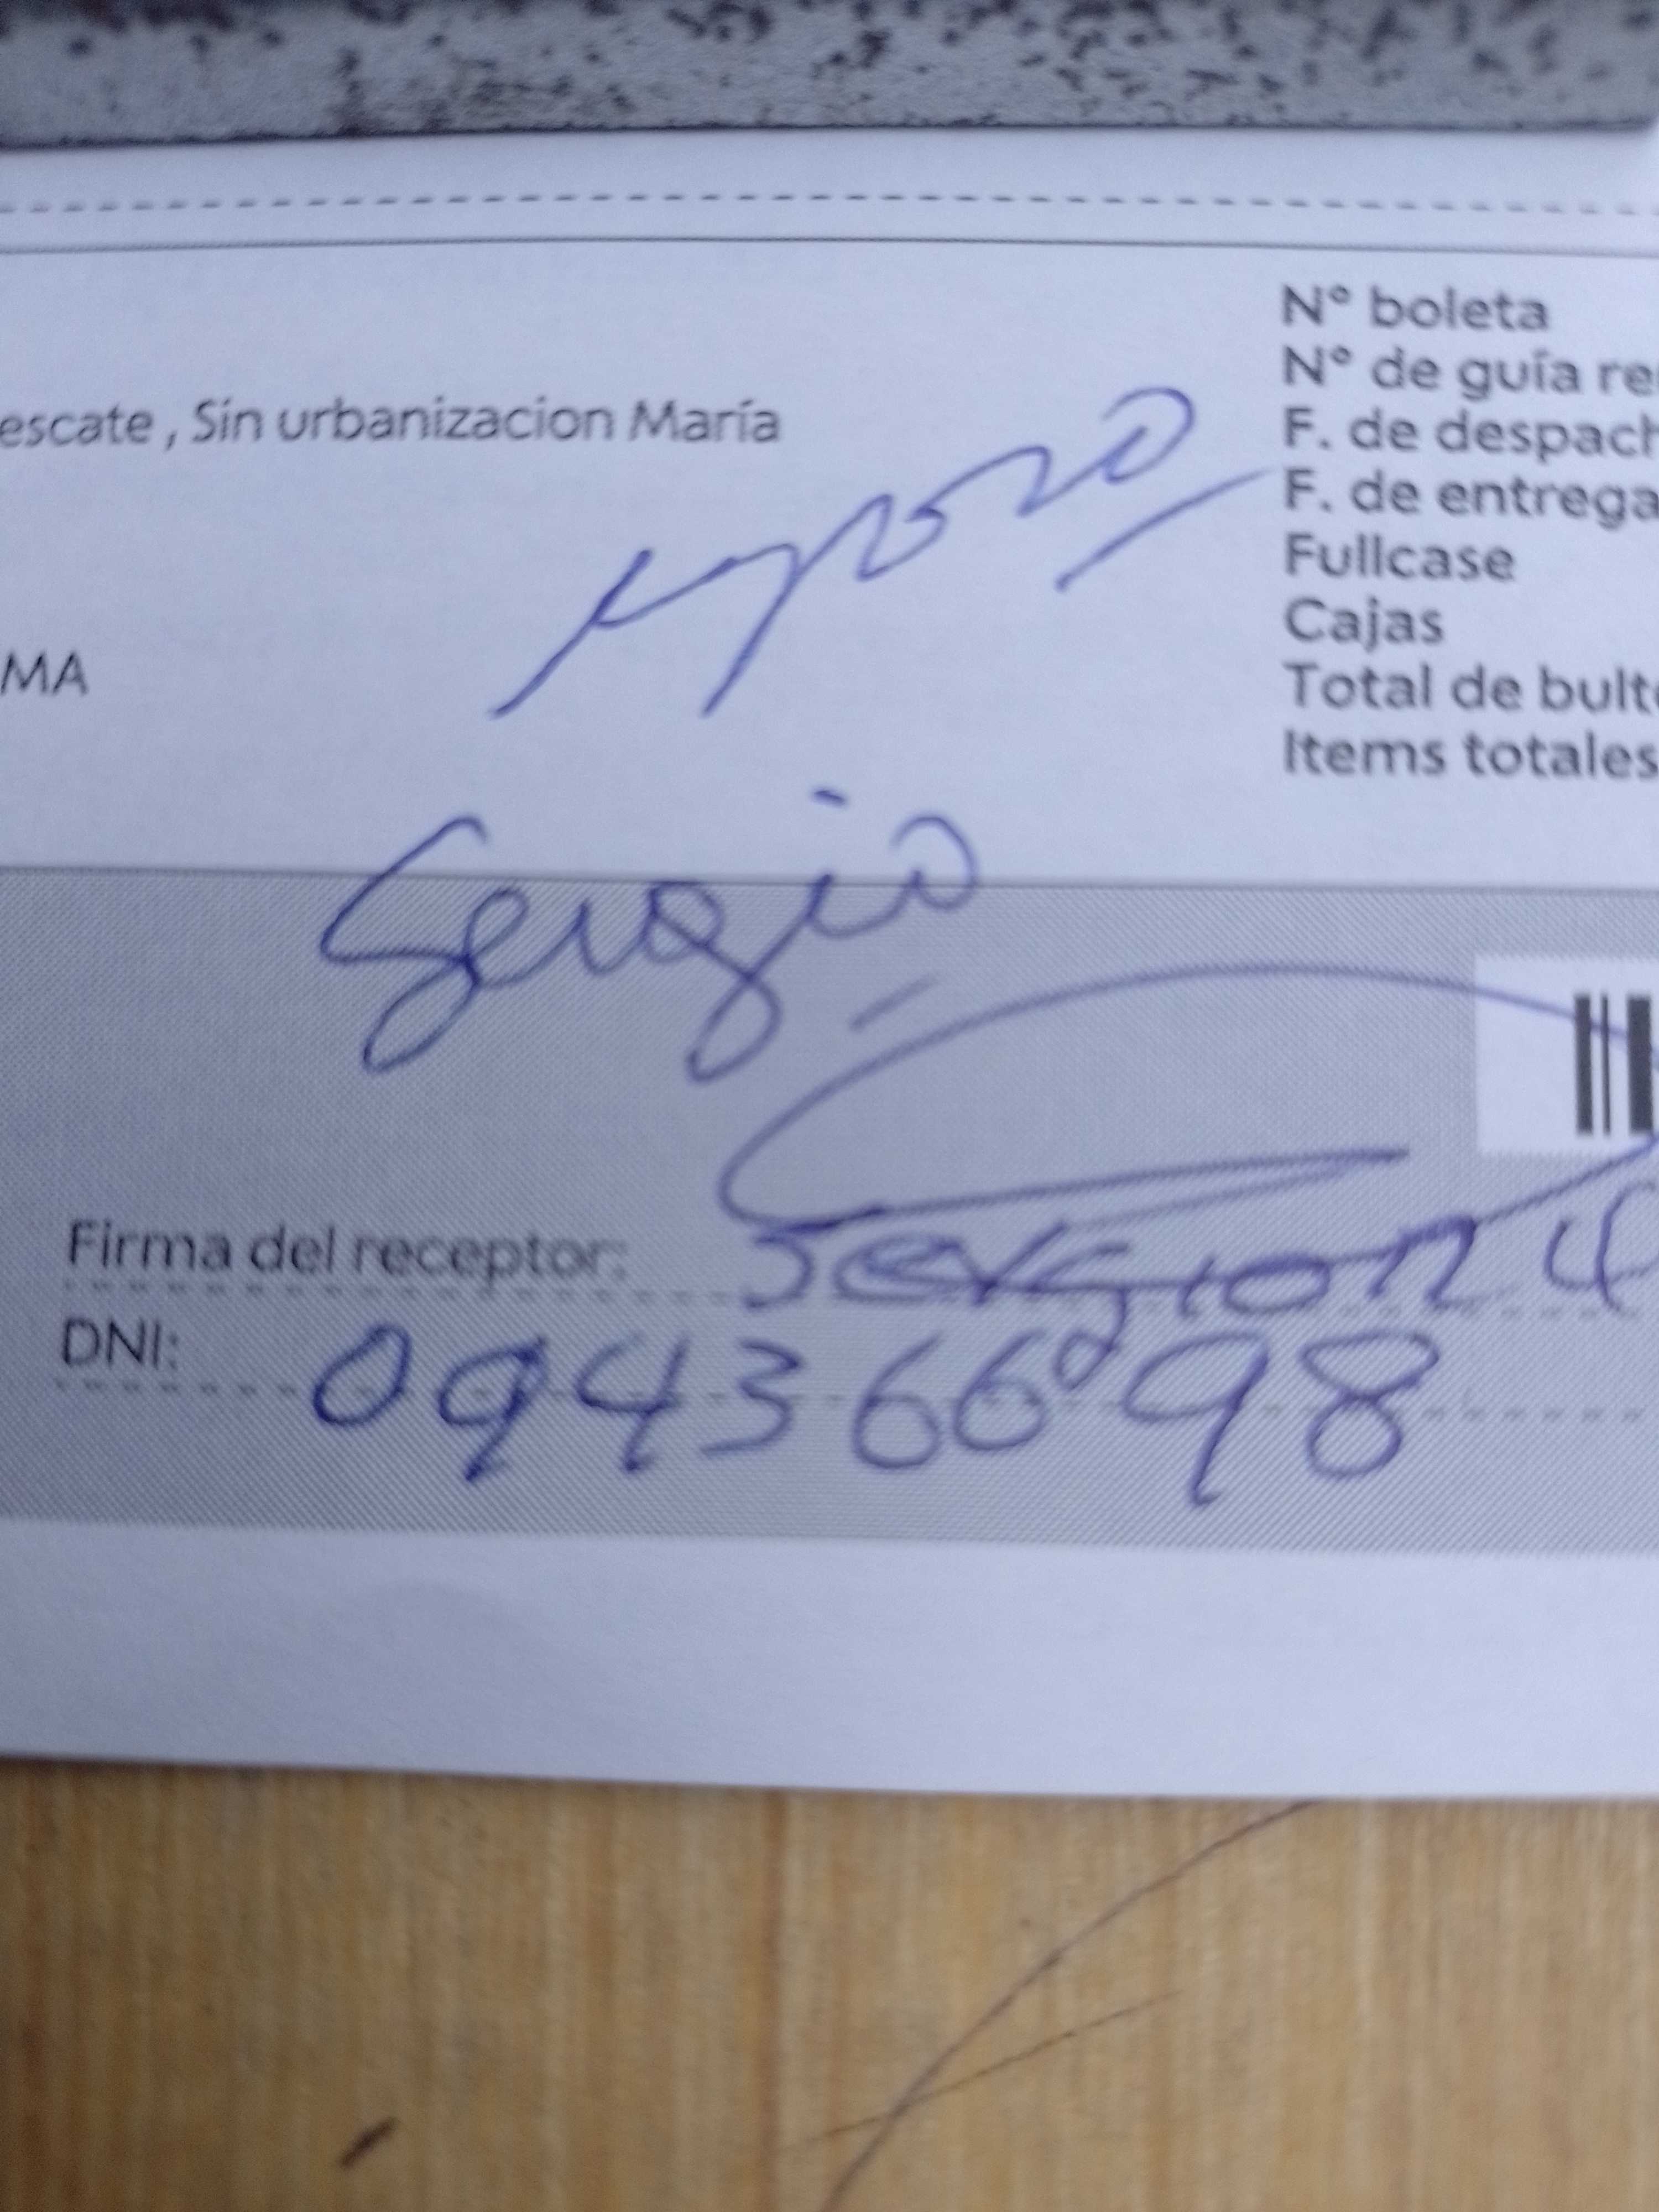 N° boleta
N° de guía re
escate , Sin urbanizacion María
F. de despach
F. de entrega
Fullcase
Cajas
MA
Total de bult
Items totales
Sergio
Firma del receptor:
DNI: 09436698